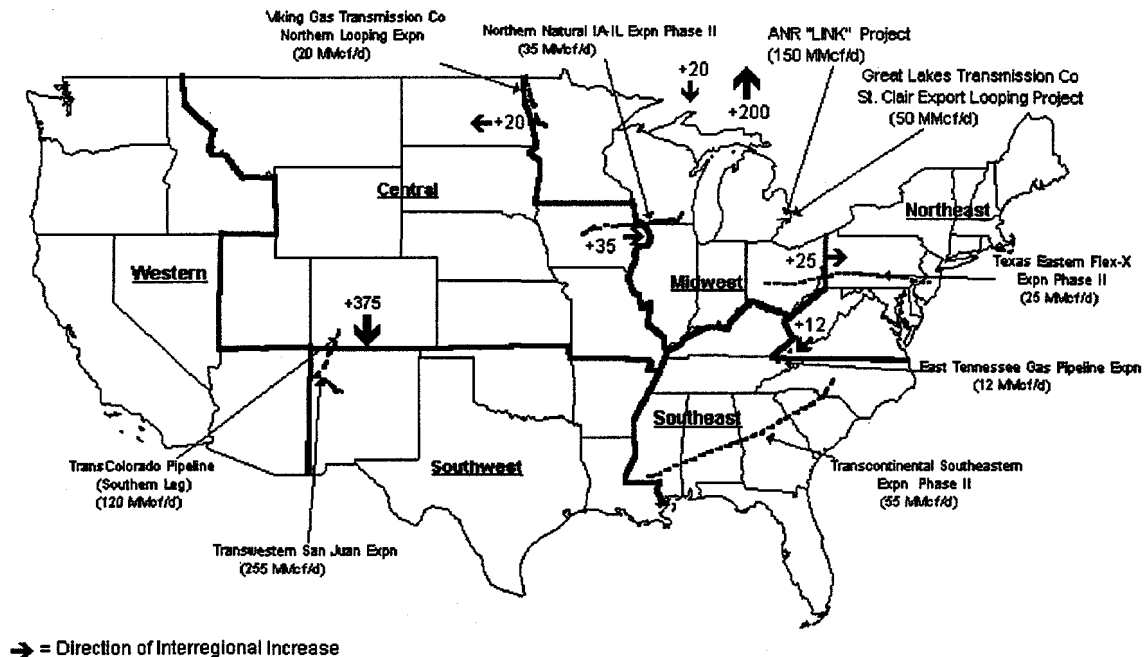 Viking Gas Transmission Co
Northern Looping Expn
(20 MMcf/d)
Northern Natural IA-IL Expn Phase II
(35 MMcf/d)
ANR "LINK" Project
(150 MMcf/d)
Great Lakes Transmission Co
St. Clair Export Looping Project
(50 MMcf/d)
+20
+200
+20
Central
Northeast
+35
+25
Western
Midwest
Texas Eastern Flex-X
Expn Phase II
(25 MMcf/d)
+375
+12
East Tennessee Gas Pipeline Expn
(12 MMcf/d)
Southeast
TransColorado Pipeline
(Southern Leg)
(120 MMcf/d)
Southwest
Transcontinental Southeastern
Expn Phase II
(55 MMcf/d)
Transwestern San Juan Expn
(255 MMcf/d)
= Direction of Interregional Increase